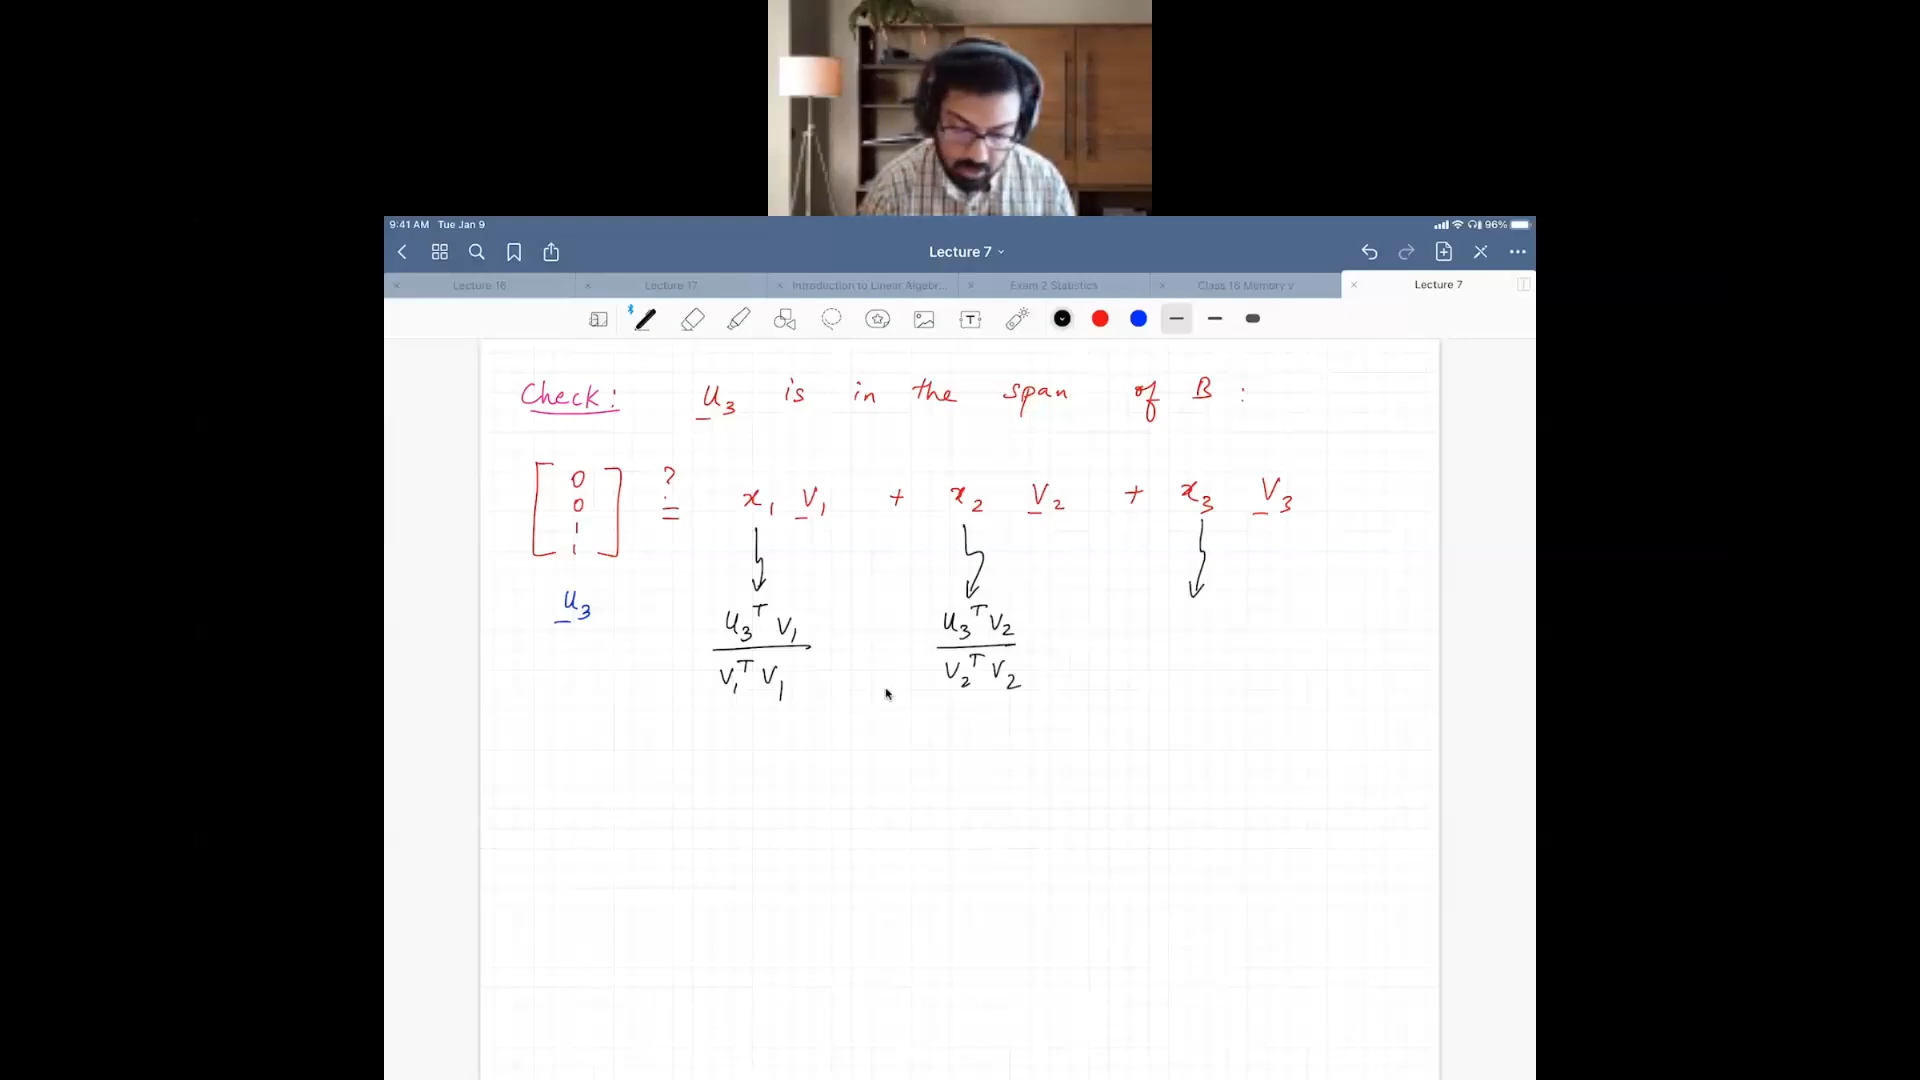 9:41 AM Tue Jan 9
96%
Lecture 7
Lecture 16
Lecture 17
Introduction to Linear Algebr...
Exam 2 Statistics
Class 16 Memory v
Lecture 7
Check: u₃ is in the span of B :
[0 0 1 1] ?= x₁ v₁ + x₂ v₂ + x₃ v₃
u₃
u₃ᵀ v₁ / v₁ᵀ v₁
u₃ᵀ v₂ / v₂ᵀ v₂